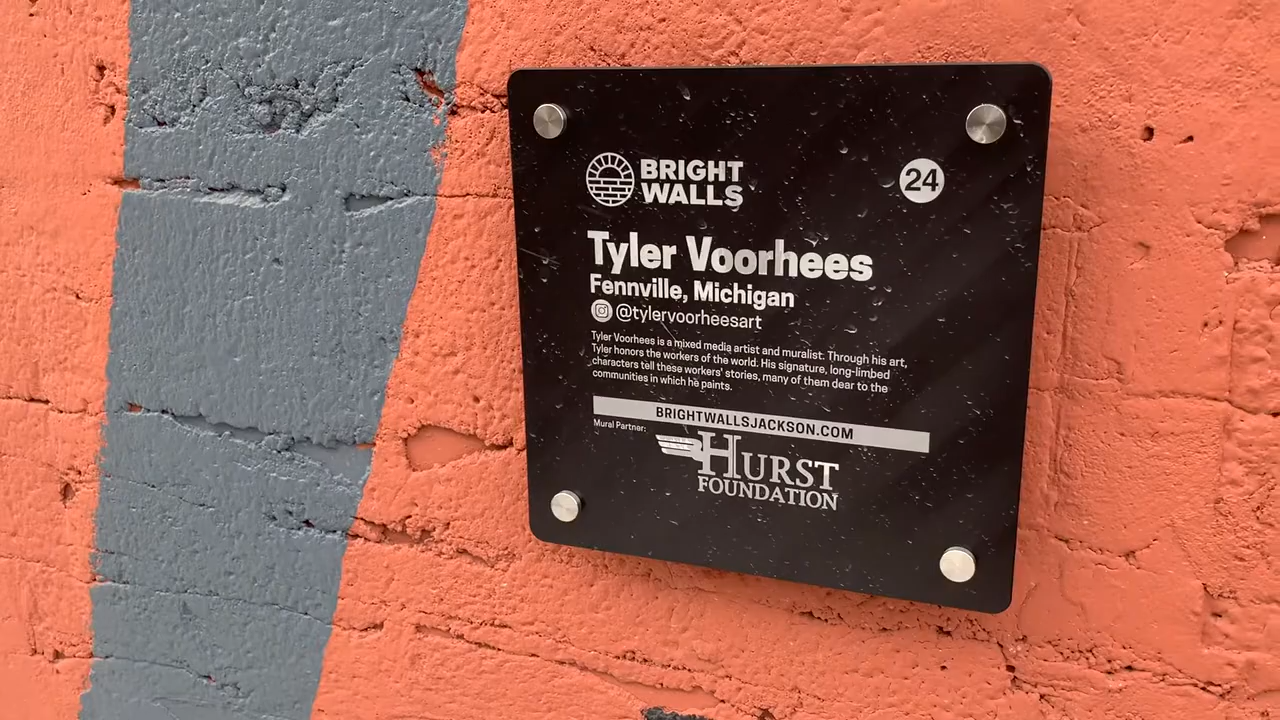 BRIGHT
WALLS
24
Tyler Voorhees
Fennville, Michigan
@tylervoorheesart
Tyler Voorhees is a mixed media artist and muralist. Through his art,
Tyler honors the workers of the world. His signature, long-limbed
characters tell these workers' stories, many of them dear to the
communities in which he paints.
BRIGHTWALLSJACKSON.COM
Mural Partner:
HURST
FOUNDATION